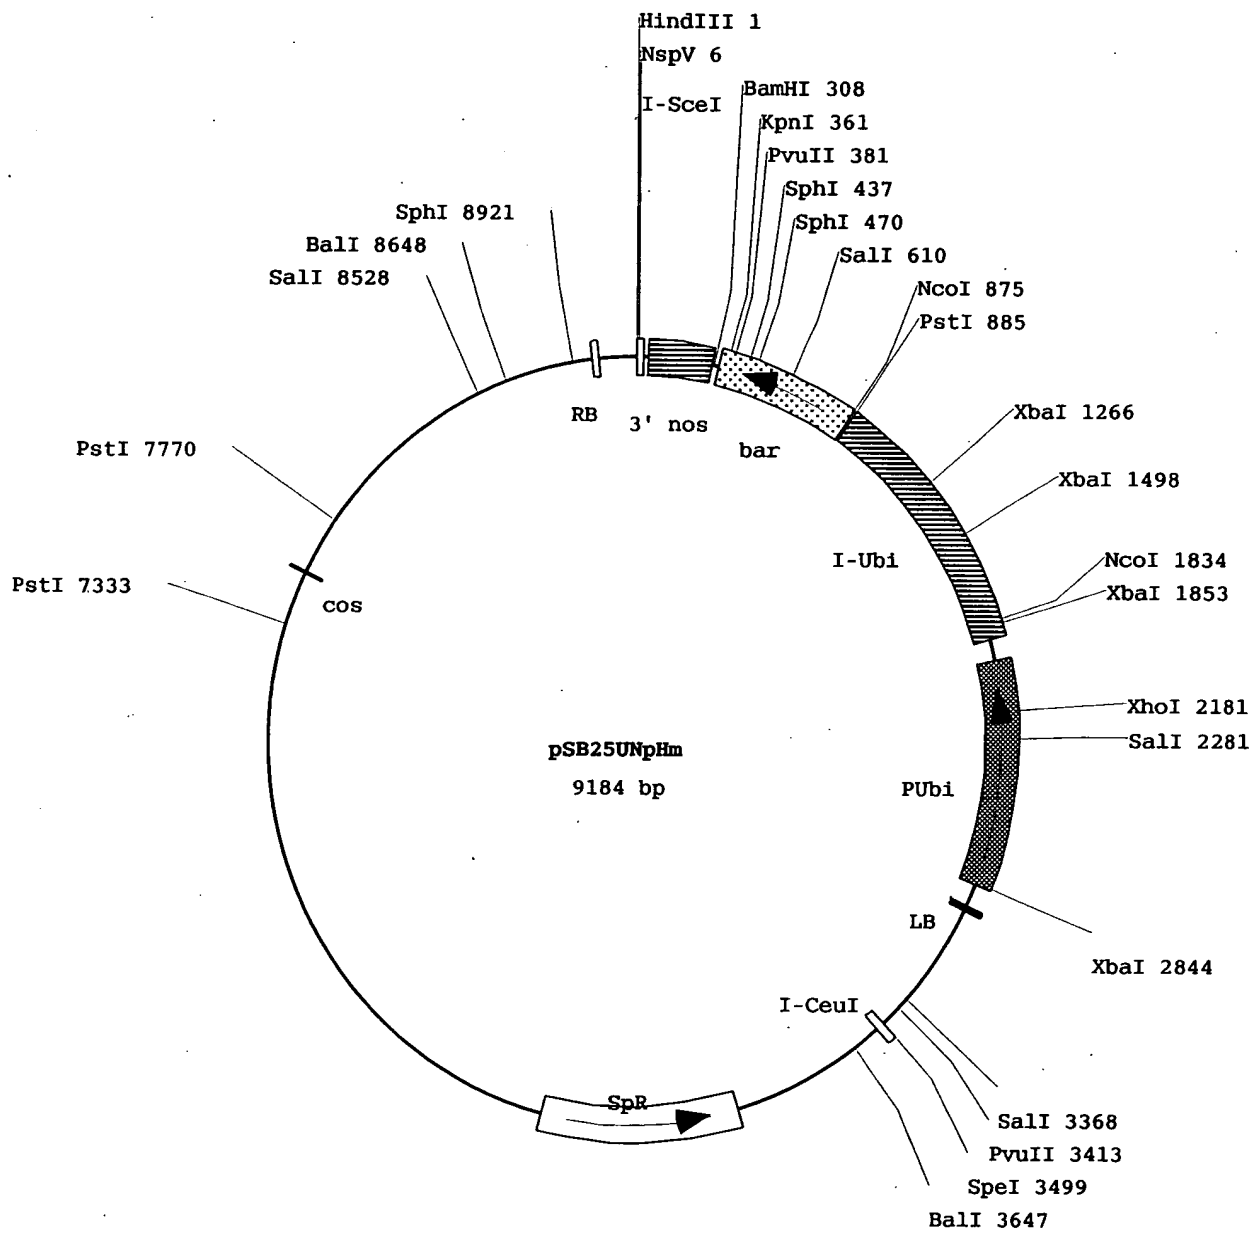 HindIII 1
NspV 6
I-SceI
BamHI 308
KpnI 361
PvuII 381
SphI 437
SphI 470
SalI 610
NcoI 875
PstI 885
SphI 8921
BalI 8648
SalI 8528
XbaI 1266
XbaI 1498
NcoI 1834
XbaI 1853
XhoI 2181
SalI 2281
XbaI 2844
SalI 3368
PvuII 3413
SpeI 3499
BalI 3647
PstI 7770
PstI 7333
RB
3' nos
bar
I-Ubi
cos
pSB25UNpHm
9184 bp
PUbi
LB
I-CeuI
SpR